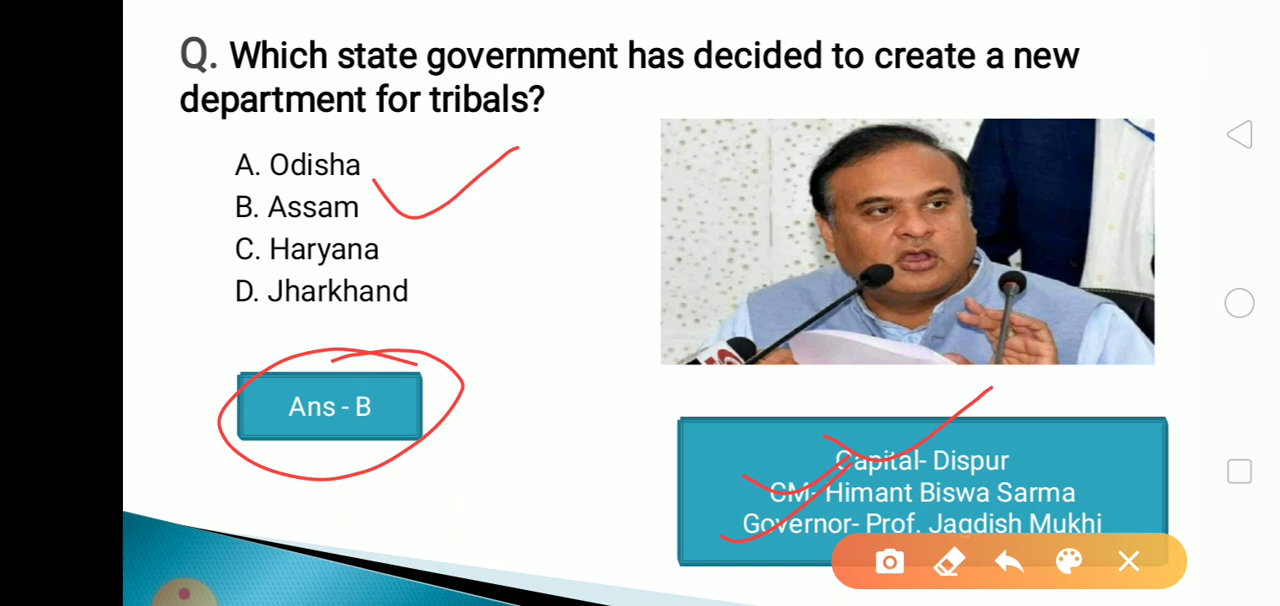 Q. Which state government has decided to create a new
department for tribals?
A. Odisha
B. Assam
C. Haryana
D. Jharkhand
Ans - B
Capital- Dispur
CM- Himant Biswa Sarma
Governor- Prof. Jagdish Mukhi